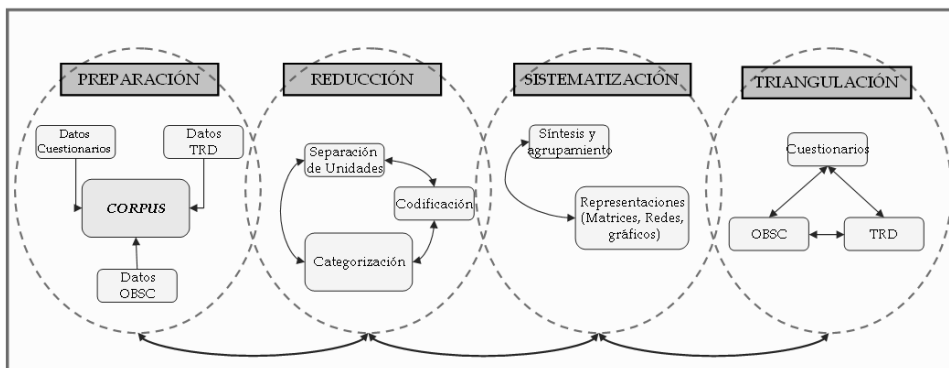 PREPARACIÓN
Datos
Cuestionarios
Datos
TRD
CORPUS
Datos
OBSC
REDUCCIÓN
Separación
de Unidades
Codificación
Categorización
SISTEMATIZACIÓN
Síntesis y
agrupamiento
Representaciones
(Matrices, Redes,
gráficos)
TRIANGULACIÓN
Cuestionarios
OBSC
TRD